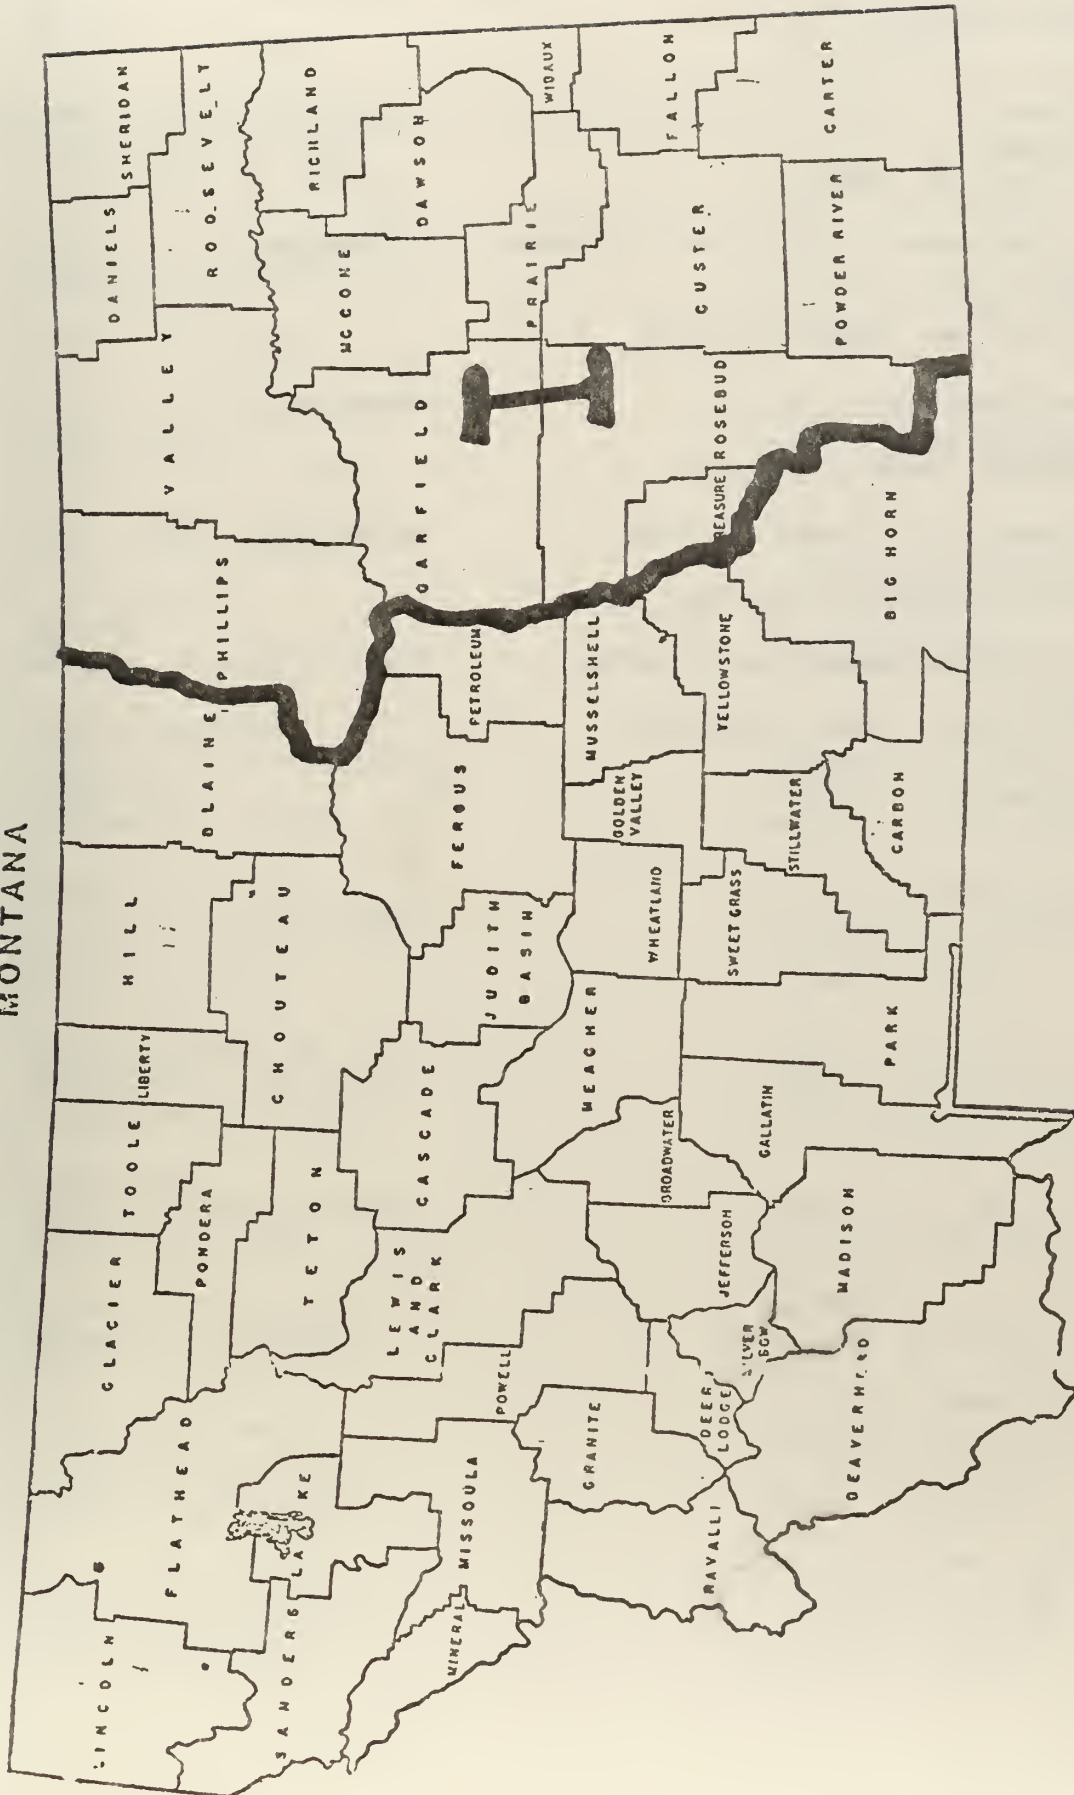 MONTANA
LINCOLN
FLATHEAD
GLACIER
TOOLE
LIBERTY
HILL
BLAINE
PHILLIPS
VALLEY
DANIELS
SHERIDAN
ROOSEVELT
SANDERS
LAKE
PONDERA
TETON
CHOUTEAU
RICHLAND
MCCONE
GARFIELD
DAWSON
MINERAL
MISSOULA
POWELL
LEWIS
AND
CLARK
CASCADE
JUDITH
BASIN
FERGUS
PETROLEUM
PRAIRIE
WIBAUX
I
RAVALLI
GRANITE
DEER
LODGE
SILVER
BOW
JEFFERSON
BROADWATER
MEAGHER
WHEATLAND
GOLDEN
VALLEY
MUSSELSHELL
ROSEBUD
TREASURE
CUSTER
FALLON
BEAVERHEAD
MADISON
GALLATIN
PARK
SWEET GRASS
STILLWATER
YELLOWSTONE
CARBON
BIG HORN
POWDER RIVER
CARTER